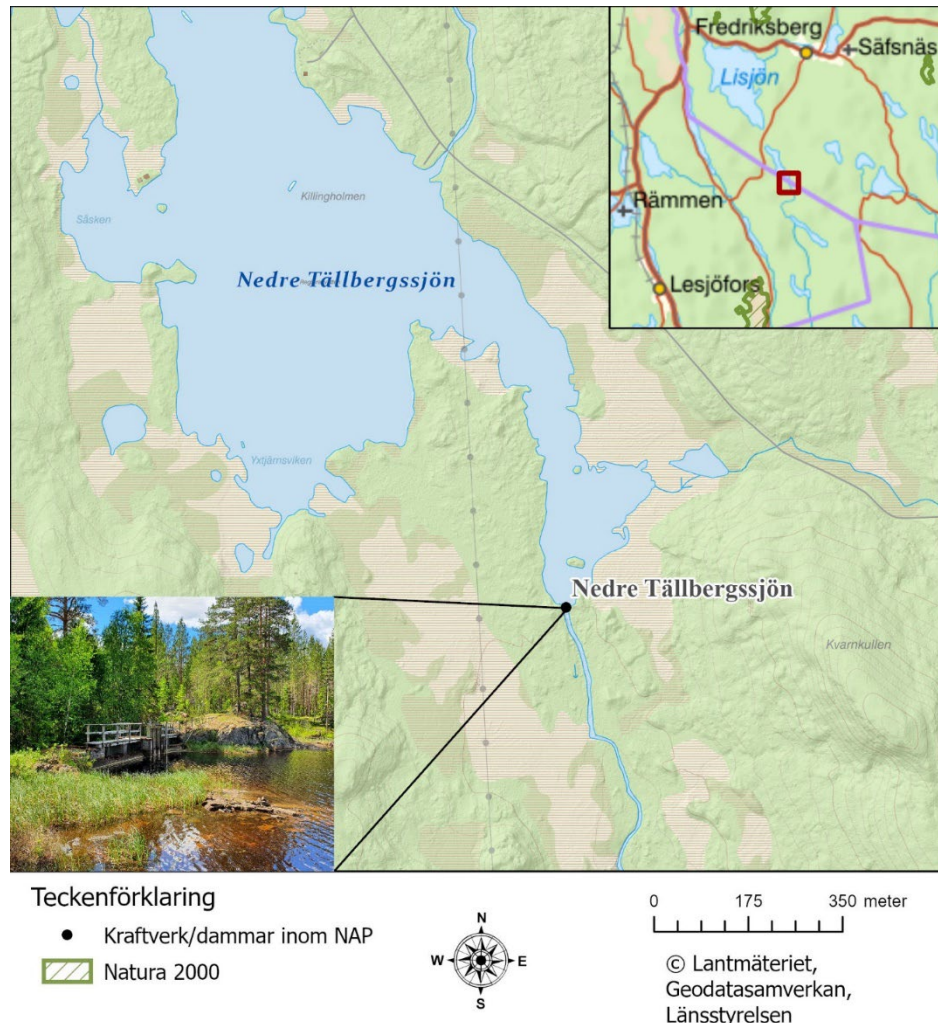 Fredriksberg
Säfsnäs
Lisjön
Rämmen
Lesjöfors
Killingholmen
Såsken
Nedre Tällbergssjön
Yxtjärnsviken
Nedre Tällbergssjön
Kvarnkullen
Teckenförklaring
Kraftverk/dammar inom NAP
Natura 2000
N
W E
S
0 175 350 meter
© Lantmäteriet,
Geodatasamverkan,
Länsstyrelsen